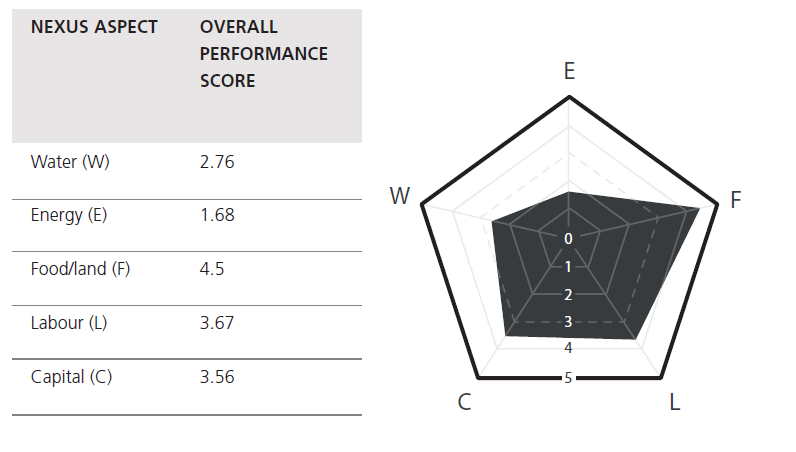 NEXUS ASPECT OVERALL
PERFORMANCE
SCORE
Water (W) 2.76
Energy (E) 1.68
Food/land (F) 4.5
Labour (L) 3.67
Capital (C) 3.56
E
W F
0
1
2
3
4
5
C L